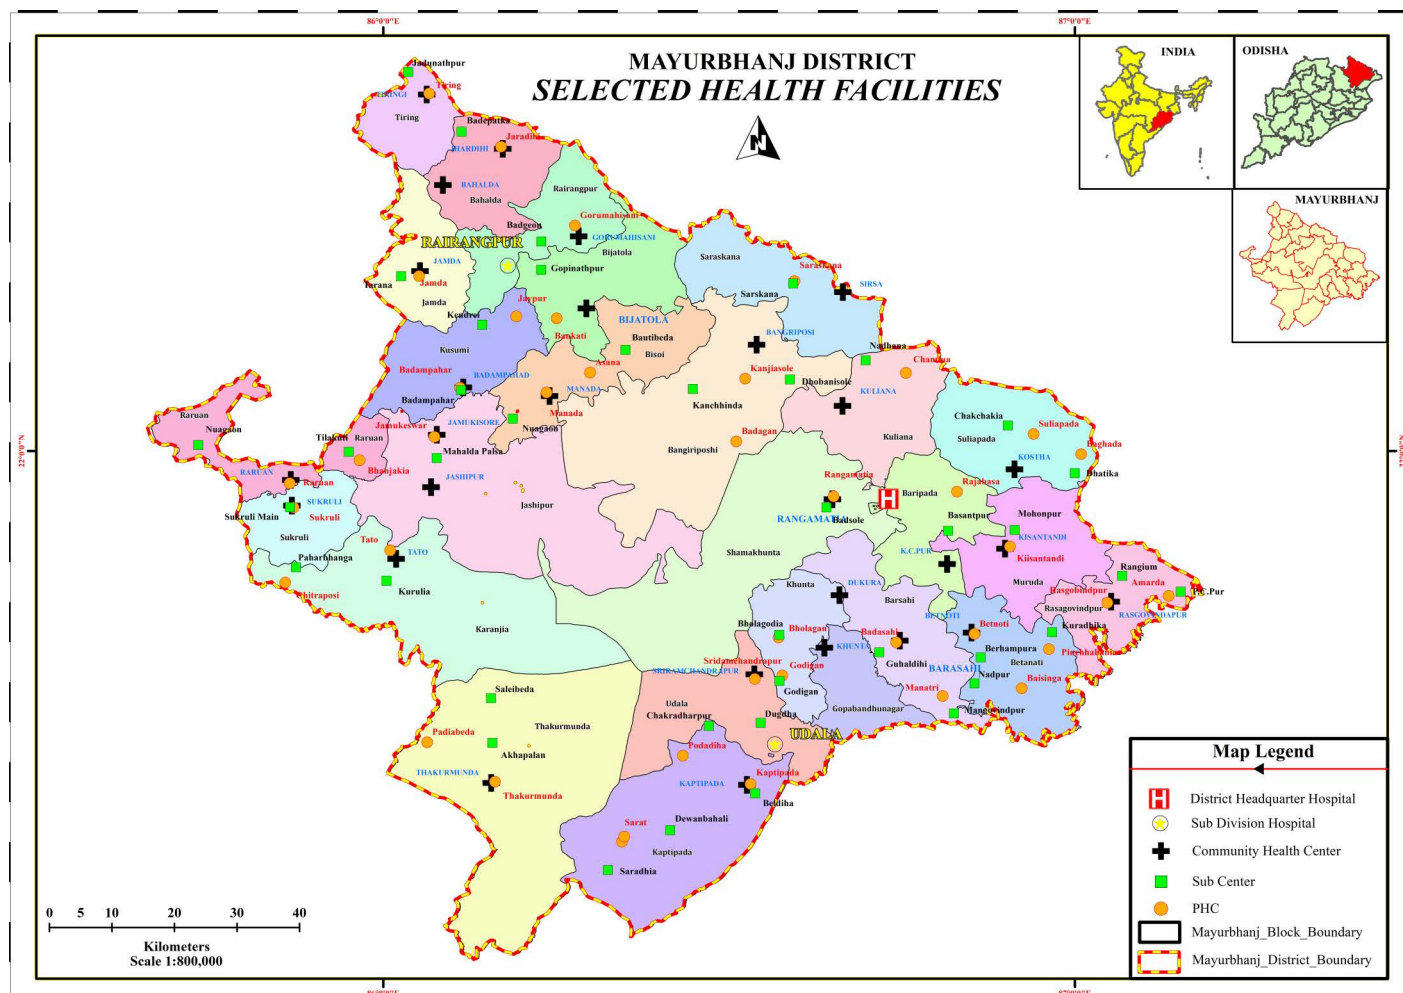 86°0'0"E
87°0'0"E
MAYURBHANJ DISTRICT
SELECTED HEALTH FACILITIES
N
INDIA
ODISHA
MAYURBHANJ
Jadunathpur
TIRINGI
Tiring
Tiring
Badepatka
Jaradihi
BAHALDA
Bahalda
Rairangpur
Badgeon
Gorumahisani
GORUMAHISANI
RAIRANGPUR
Bijatola
Saraskana
Saraskana
Sarskana
SIRSA
JAMDA
Jamda
Tarana
Jamda
Gopinathpur
Jaypur
Kendrei
Bankati
BIJATOLA
Bautibeda
Bisoi
BANGRIPOSI
Kusumi
Nadhana
Chandua
Badampahar
BADAMPAHAD
Badampahar
Asana
MANADA
Manada
Kanjiasole
Dhobanisole
KULIANA
Kanchhinda
Raruan
Nuagaon
Tilakuti
Raruan
Jamukeswar
JAMUKISORE
Nuagaon
Mahalda Palsa
Badagan
Bangiriposhi
Kuliana
Chakchakia
Suliapada
Suliapada
Baghada
22°0'0"N
Bhanjakia
RARUAN
Raruan
JASHIPUR
Jashipur
KOSTHA
Dhatika
Rangamatia
Rajabasa
Baripada
SUKRULI
Sukruli Main
Sukruli
Sukruli
H
Badsole
Basantpur
Mohonpur
KISANTANDI
Kiisantandi
Tato
TATO
Paharbhanga
Shamakhunta
K.C.PUR
Chitraposi
Kurulia
Khunta
DUKURA
Barsahi
Muruda
Rangium
Amarda
T.C.Pur
Rasgobindpur
Rasagovindpur
RASGOVINDAPUR
Karanjia
Bholagodia
Bholagan
Badasahi
BETNOTI
Betnoti
Kuradhika
KHUNTA
Guhaldihi
BARASAHI
Berhampura
Betanati
Sridamchandrapur
SRIRAMCHANDRAPUR
Godigan
Godigan
Nadpur
Baisinga
Manatri
Saleibeda
Udala
Chakradharpur
Dugdha
Gopabandhunagar
Mangovindpur
Thakurmunda
Padiabeda
Akhapalan
UDALA
Podadiha
THAKURMUNDA
Thakurmunda
KAPTIPADA
Kaptipada
Beldiha
Sarat
Dewanbahali
Kaptipada
Saradhia
Map Legend
H District Headquarter Hospital
Sub Division Hospital
Community Health Center
Sub Center
PHC
Mayurbhanj_Block_Boundary
Mayurbhanj_District_Boundary
0 5 10 20 30 40
Kilometers
Scale 1:800,000